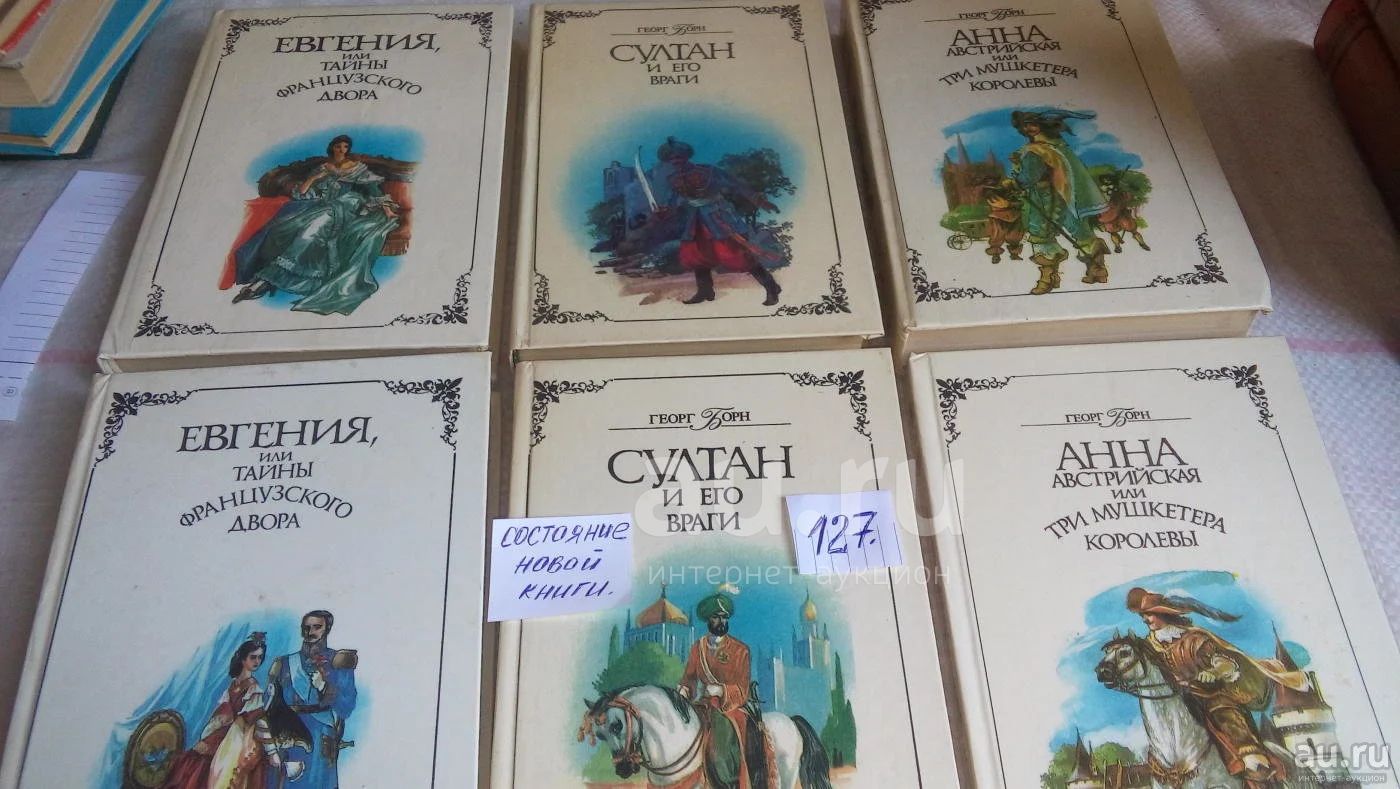 ЕВГЕНИЯ,
ИЛИ
ТАЙНЫ
ФРАНЦУЗСКОГО
ДВОРА
ГЕОРГ БОРН
СУЛТАН
И ЕГО
ВРАГИ
ГЕОРГ БОРН
АННА
АВСТРИЙСКАЯ
ИЛИ
ТРИ МУШКЕТЕРА
КОРОЛЕВЫ
ЕВГЕНИЯ,
ИЛИ
ТАЙНЫ
ФРАНЦУЗСКОГО
ДВОРА
ГЕОРГ БОРН
СУЛТАН
И ЕГО
ВРАГИ
состояние
новой
книги.
127.
au.ru
интернет-аукцион
ГЕОРГ БОРН
АННА
АВСТРИЙСКАЯ
ИЛИ
ТРИ МУШКЕТЕРА
КОРОЛЕВЫ
au.ru
интернет-аукцион